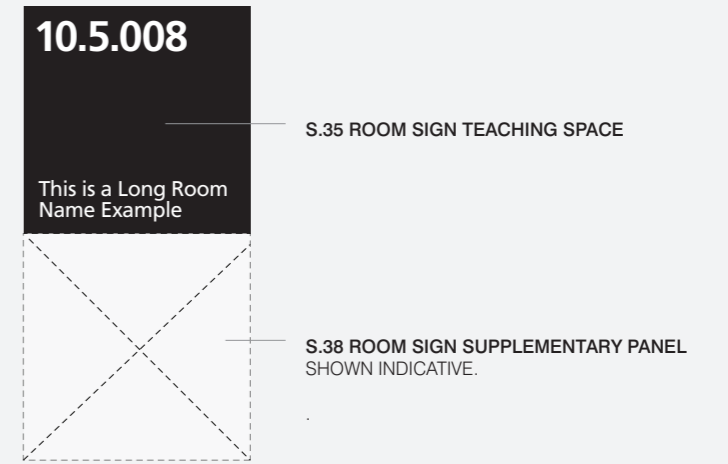 10.5.008
S.35 ROOM SIGN TEACHING SPACE
This is a Long Room
Name Example
S.38 ROOM SIGN SUPPLEMENTARY PANEL
SHOWN INDICATIVE.
.